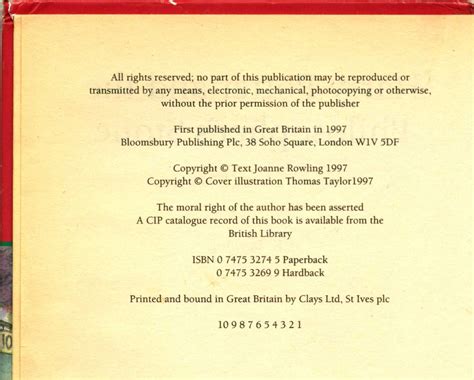 All rights reserved; no part of this publication may be reproduced or
transmitted by any means, electronic, mechanical, photocopying or otherwise,
without the prior permission of the publisher
First published in Great Britain in 1997
Bloomsbury Publishing Plc, 38 Soho Square, London W1V 5DF
Copyright © Text Joanne Rowling 1997
Copyright © Cover illustration Thomas Taylor1997
The moral right of the author has been asserted
A CIP catalogue record of this book is available from the
British Library
ISBN 0 7475 3274 5 Paperback
0 7475 3269 9 Hardback
Printed and bound in Great Britain by Clays Ltd, St Ives plc
10 9 8 7 6 5 4 3 2 1
10